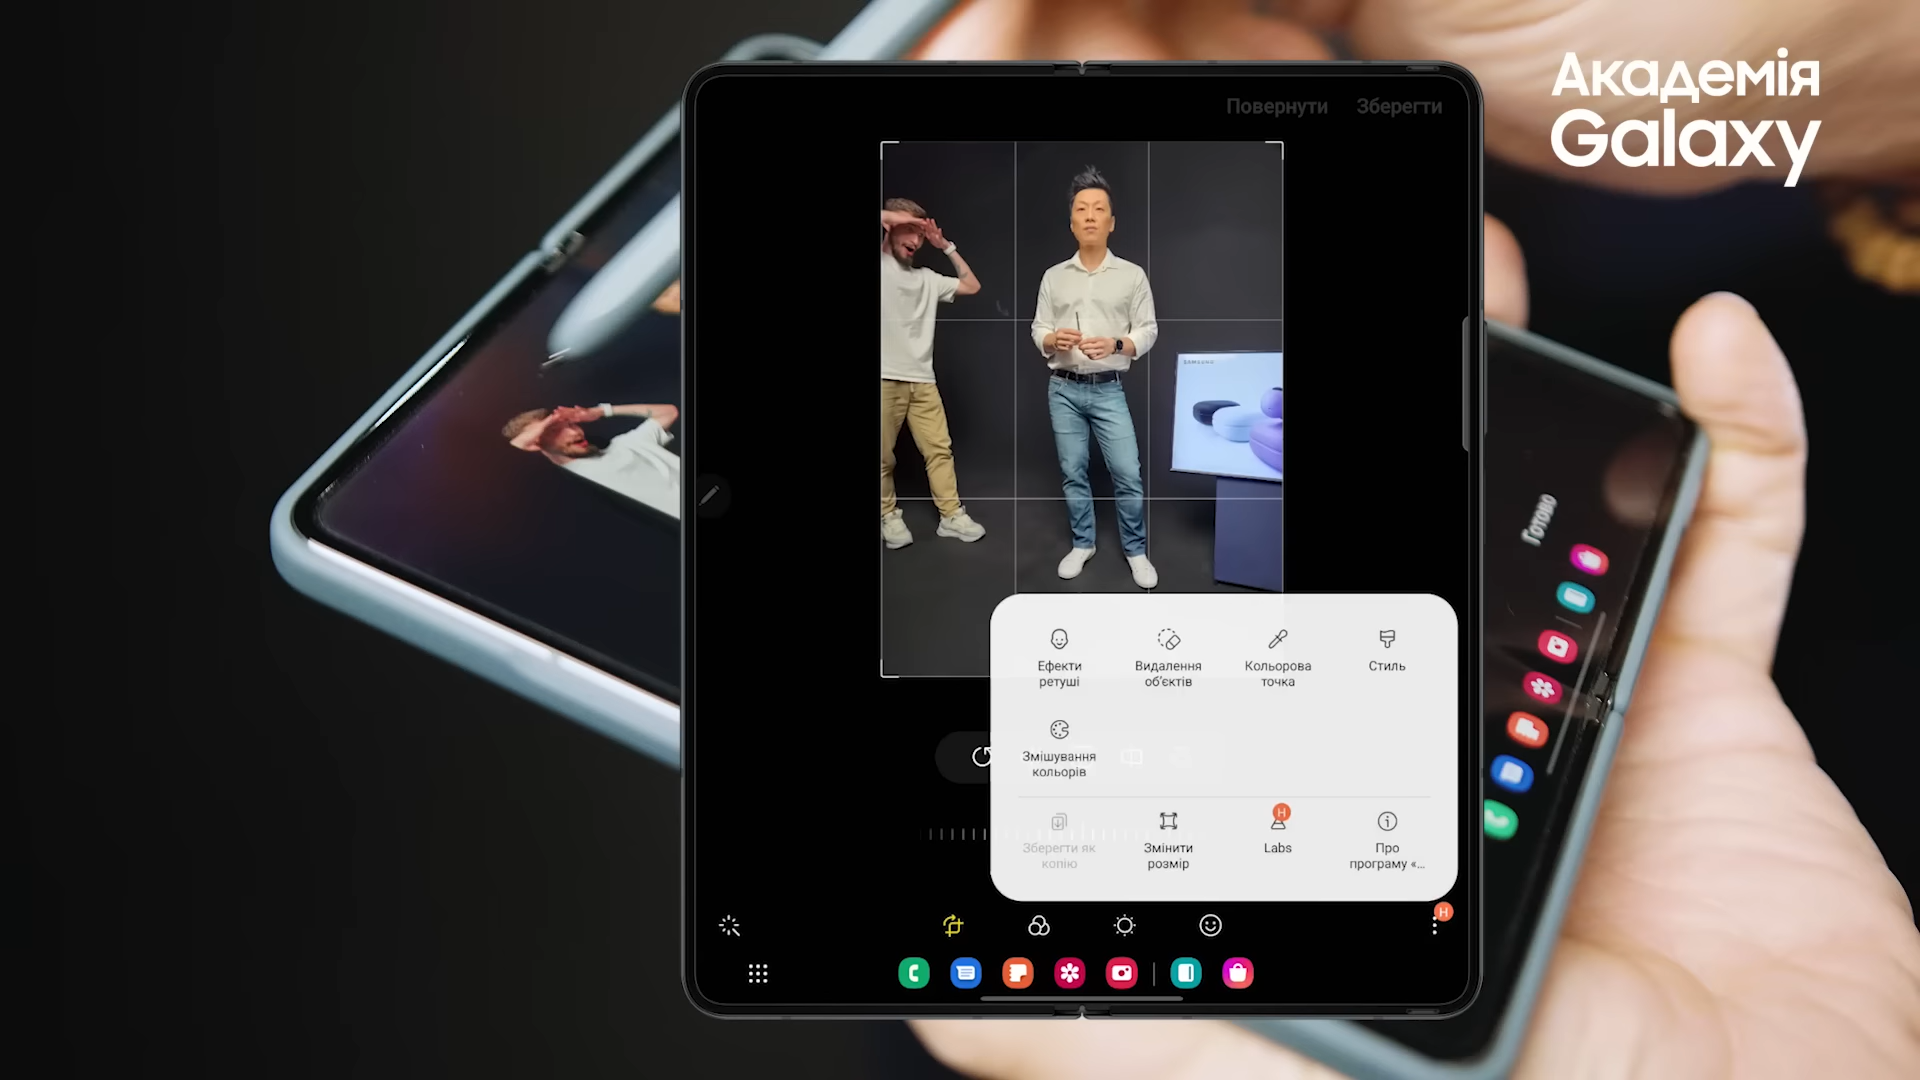 Академія
Galaxy
Повернути Зберегти
SAMSUNG
Готово
Ефекти
ретуші
Видалення
об'єктів
Кольорова
точка
Стиль
Змішування
кольорів
Зберегти як
копію
Змінити
розмір
H
Labs
Про
програму «...
H